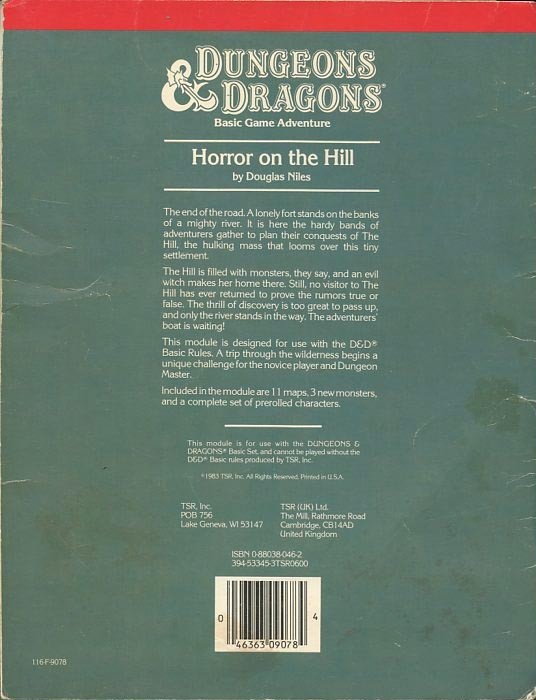 DUNGEONS
& DRAGONS®
Basic Game Adventure
Horror on the Hill
by Douglas Niles
The end of the road. A lonely fort stands on the banks
of a mighty river. It is here the hardy bands of
adventurers gather to plan their conquests of The
Hill, the hulking mass that looms over this tiny
settlement.
The Hill is filled with monsters, they say, and an evil
witch makes her home there. Still, no visitor to The
Hill has ever returned to prove the rumors true or
false. The thrill of discovery is too great to pass up,
and only the river stands in the way. The adventurers'
boat is waiting!
This module is designed for use with the D&D®
Basic Rules. A trip through the wilderness begins a
unique challenge for the novice player and Dungeon
Master.
Included in the module are 11 maps, 3 new monsters,
and a complete set of prerolled characters.
This module is for use with the DUNGEONS &
DRAGONS® Basic Set, and cannot be played without the
D&D® Basic rules produced by TSR, Inc.
©1983 TSR, Inc. All Rights Reserved. Printed in U.S.A.
TSR, Inc.
POB 756
Lake Geneva, WI 53147
TSR (UK) Ltd.
The Mill, Rathmore Road
Cambridge, CB14AD
United Kingdom
ISBN 0-88038-046-2
394-53345-3TSR0600
0 46363 09078 4
116-F-9078